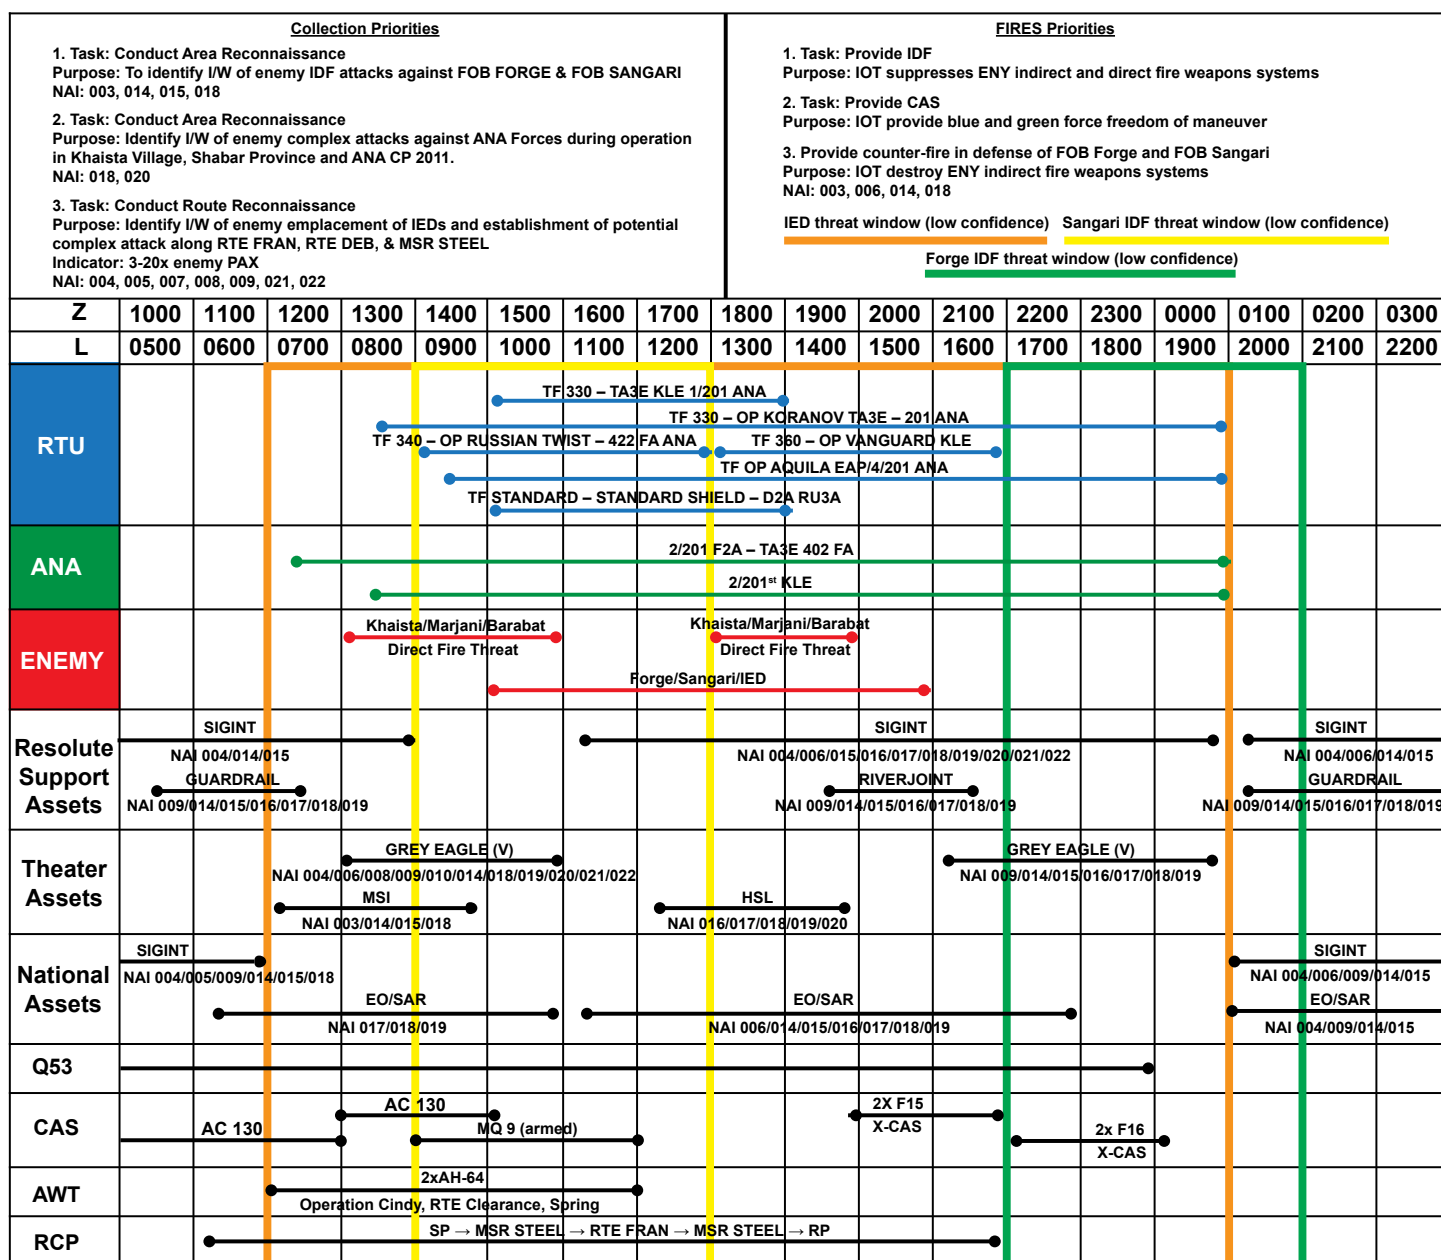 Collection Priorities
1. Task: Conduct Area Reconnaissance
Purpose: To identify I/W of enemy IDF attacks against FOB FORGE & FOB SANGARI
NAI: 003, 014, 015, 018
2. Task: Conduct Area Reconnaissance
Purpose: Identify I/W of enemy complex attacks against ANA Forces during operation
in Khaista Village, Shabar Province and ANA CP 2011.
NAI: 018, 020
3. Task: Conduct Route Reconnaissance
Purpose: Identify I/W of enemy emplacement of IEDs and establishment of potential
complex attack along RTE FRAN, RTE DEB, & MSR STEEL
Indicator: 3-20x enemy PAX
NAI: 004, 005, 007, 008, 009, 021, 022
FIRES Priorities
1. Task: Provide IDF
Purpose: IOT suppresses ENY indirect and direct fire weapons systems
2. Task: Provide CAS
Purpose: IOT provide blue and green force freedom of maneuver
3. Provide counter-fire in defense of FOB Forge and FOB Sangari
Purpose: IOT destroy ENY indirect fire weapons systems
NAI: 003, 006, 014, 018
IED threat window (low confidence) Sangari IDF threat window (low confidence)
Forge IDF threat window (low confidence)
Z 1000 1100 1200 1300 1400 1500 1600 1700 1800 1900 2000 2100 2200 2300 0000 0100 0200 0300
L 0500 0600 0700 0800 0900 1000 1100 1200 1300 1400 1500 1600 1700 1800 1900 2000 2100 2200
RTU
TF 330 – TA3E KLE 1/201 ANA
TF 330 – OP KORANOV TA3E – 201 ANA
TF 340 – OP RUSSIAN TWIST – 422 FA ANA TF 360 – OP VANGUARD KLE
TF OP AQUILA EAP/4/201 ANA
TF STANDARD – STANDARD SHIELD – D2A RU3A
ANA
2/201 F2A – TA3E 402 FA
2/201st KLE
ENEMY
Khaista/Marjani/Barabat Khaista/Marjani/Barabat
Direct Fire Threat Direct Fire Threat
Forge/Sangari/IED
Resolute
Support
Assets
SIGINT SIGINT SIGINT
NAI 004/014/015 NAI 004/006/015/016/017/018/019/020/021/022 NAI 004/006/014/015
GUARDRAIL RIVERJOINT GUARDRAIL
NAI 009/014/015/016/017/018/019 NAI 009/014/015/016/017/018/019 NAI 009/014/015/016/017/018/019
Theater
Assets
GREY EAGLE (V) GREY EAGLE (V)
NAI 004/006/008/009/010/014/018/019/020/021/022 NAI 009/014/015/016/017/018/019
MSI HSL
NAI 003/014/015/018 NAI 016/017/018/019/020
National
Assets
SIGINT SIGINT
NAI 004/005/009/014/015/018 NAI 004/006/009/014/015
EO/SAR EO/SAR EO/SAR
NAI 017/018/019 NAI 006/014/015/016/017/018/019 NAI 004/009/014/015
Q53
CAS
AC 130 2X F15
AC 130 MQ 9 (armed) X-CAS 2x F16
X-CAS
AWT
2xAH-64
Operation Cindy, RTE Clearance, Spring
RCP
SP → MSR STEEL → RTE FRAN → MSR STEEL → RP